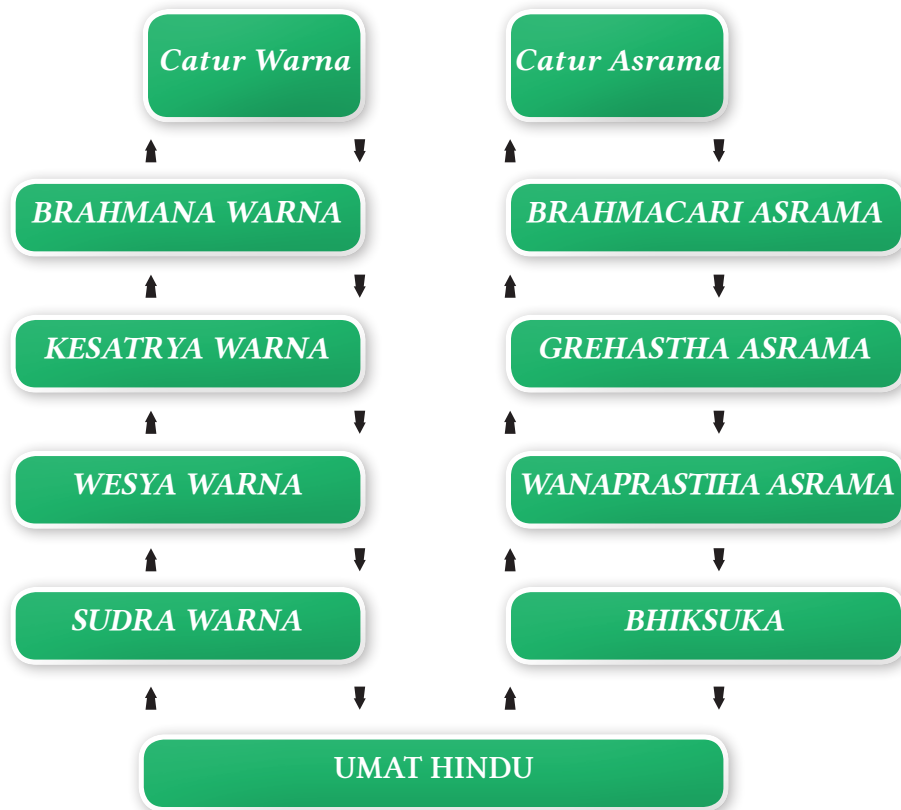 Catur Warna
BRAHMANA WARNA
KESATRYA WARNA
WESYA WARNA
SUDRA WARNA
Catur Asrama
BRAHMACARI ASRAMA
GREHASTHA ASRAMA
WANAPRASTIHA ASRAMA
BHIKSUKA
UMAT HINDU